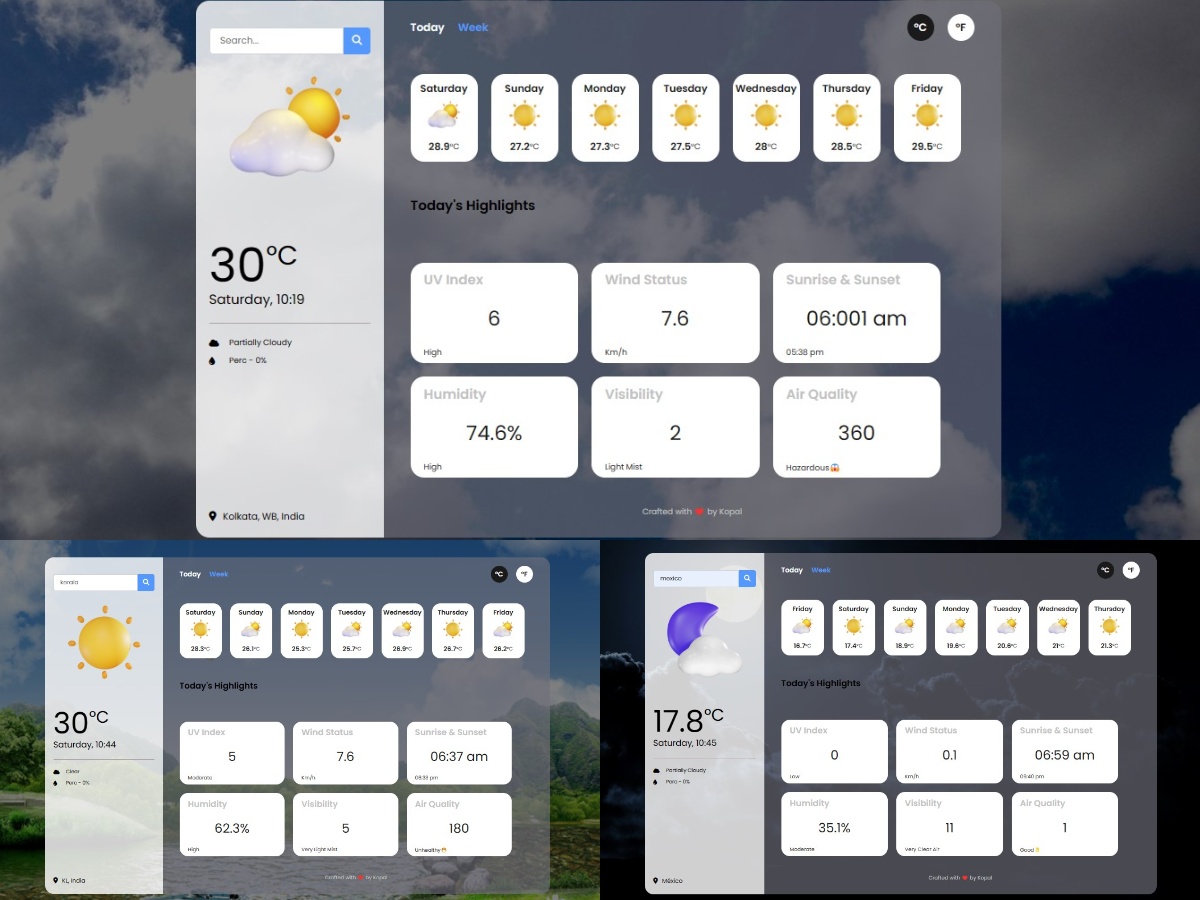 Search...
30°C
Saturday, 10:19
Partially Cloudy
Perc - 0%
Kolkata, WB, India
Today Week °C °F
Saturday Sunday Monday Tuesday Wednesday Thursday Friday
28.9°C 27.2°C 27.3°C 27.5°C 28°C 28.5°C 29.5°C
Today's Highlights
UV Index Wind Status Sunrise & Sunset
6 7.6 06:001 am
High Km/h 05:38 pm
Humidity Visibility Air Quality
74.6% 2 360
High Light Mist Hazardous😱
Crafted with ❤️ by Kopal
kerala
30°C
Saturday, 10:44
Clear
Perc - 0%
KL, India
Today Week °C °F
Saturday Sunday Monday Tuesday Wednesday Thursday Friday
28.3°C 26.1°C 25.3°C 25.7°C 26.9°C 26.7°C 26.2°C
Today's Highlights
UV Index Wind Status Sunrise & Sunset
5 7.6 06:37 am
Moderate Km/h
Humidity Visibility Air Quality
62.3% 5 180
High Very Light Mist Unhealthy
Crafted with ❤️ by Kopal
mexico
17.8°C
Saturday, 10:45
Partially Cloudy
Perc - 0%
México
Today Week °C °F
Friday Saturday Sunday Monday Tuesday Wednesday Thursday
16.7°C 17.4°C 18.9°C 19.6°C 20.6°C 21°C 21.3°C
Today's Highlights
UV Index Wind Status Sunrise & Sunset
0 0.1 06:59 am
Low Km/h
Humidity Visibility Air Quality
35.1% 11 1
Moderate Very Clear Air Good👌
Crafted with ❤️ by Kopal